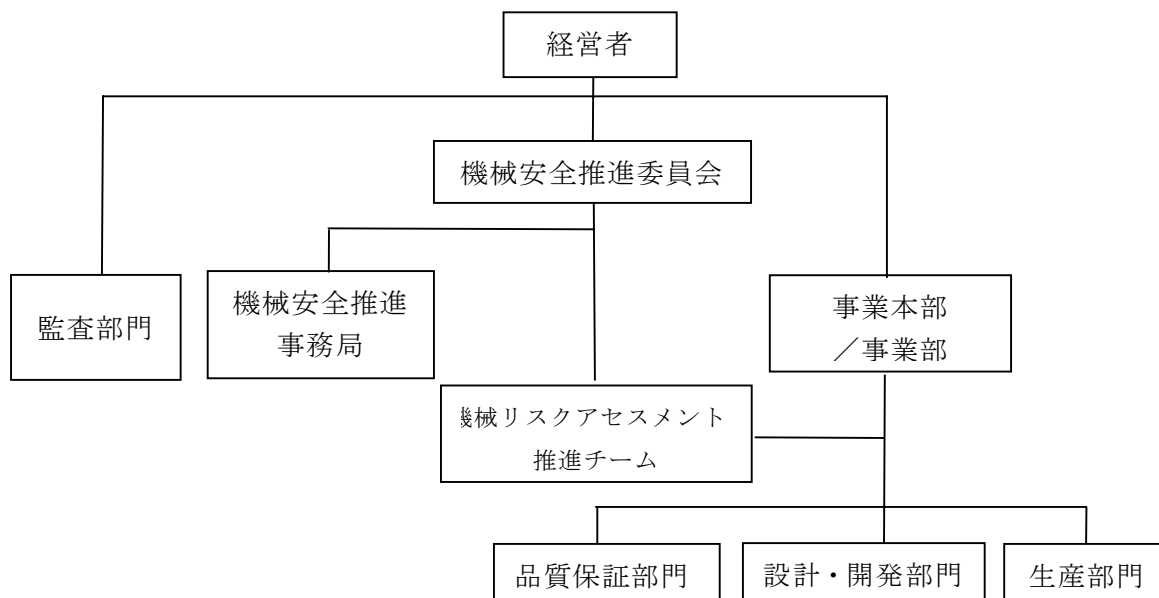 経営者
機械安全推進委員会
監査部門
機械安全推進
事務局
事業本部
／事業部
機械リスクアセスメント
推進チーム
品質保証部門
設計・開発部門
生産部門